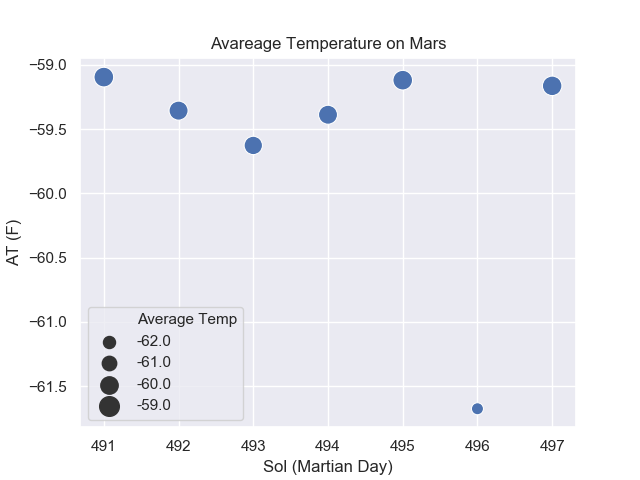 Avareage Temperature on Mars
−59.0
−59.5
−60.0
−60.5
−61.0
−61.5
AT (F)
Average Temp
-62.0
-61.0
-60.0
-59.0
491 492 493 494 495 496 497
Sol (Martian Day)